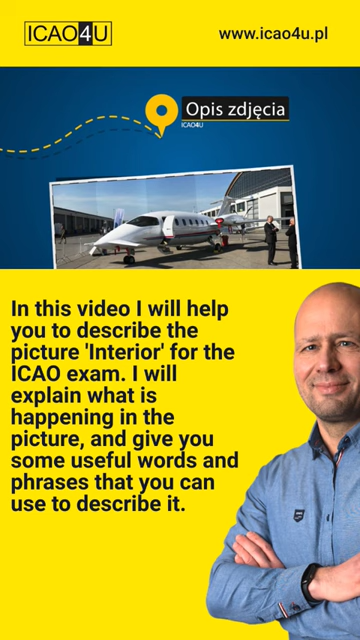 ICAO4U
www.icao4u.pl
Opis zdjęcia
ICAO4U
In this video I will help
you to describe the
picture 'Interior' for the
ICAO exam. I will
explain what is
happening in the
picture, and give you
some useful words and
phrases that you can
use to describe it.